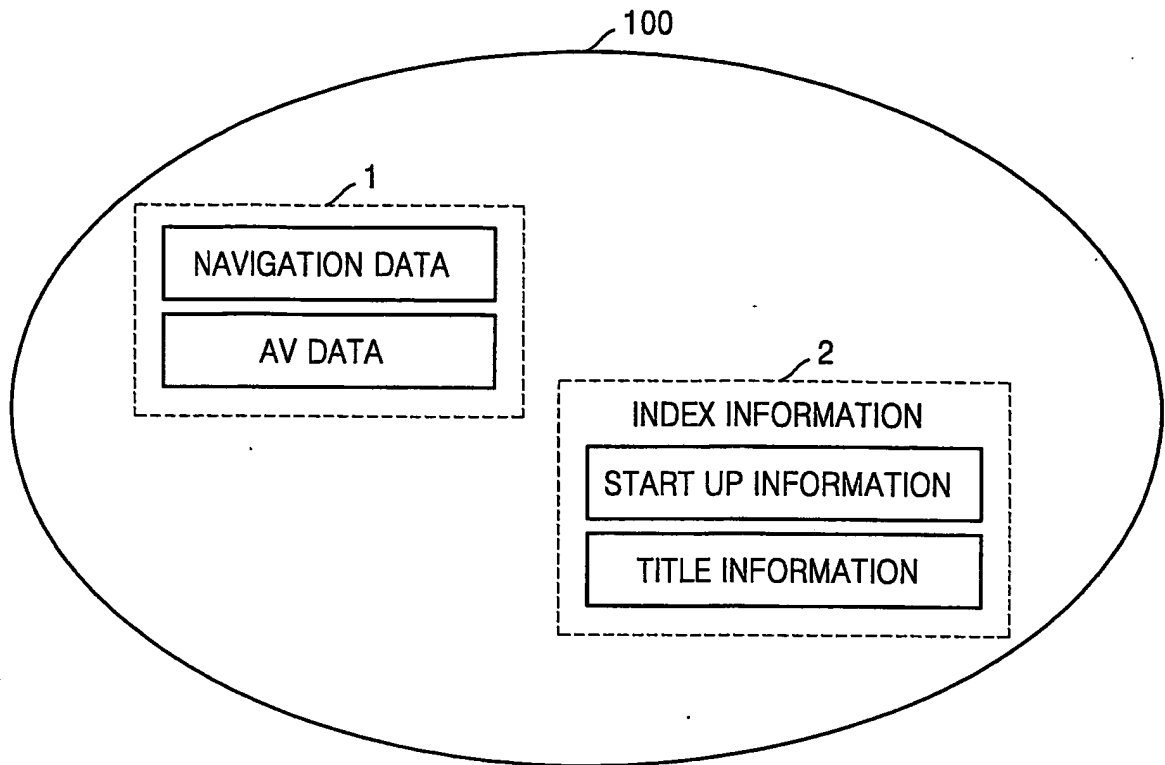 100
1
NAVIGATION DATA
AV DATA
2
INDEX INFORMATION
START UP INFORMATION
TITLE INFORMATION